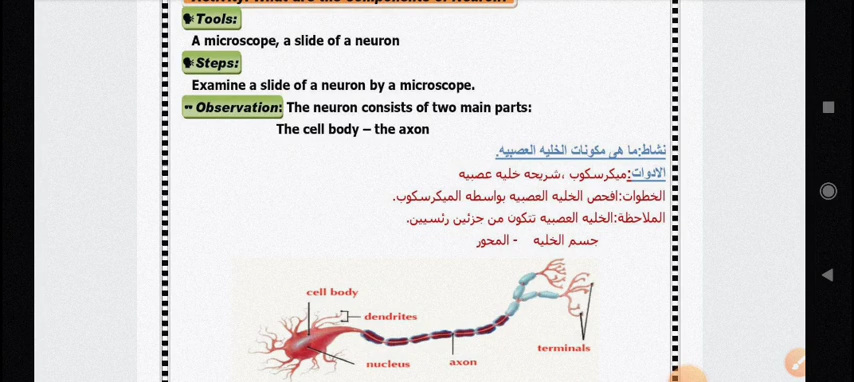 Tools:
A microscope, a slide of a neuron
Steps:
Examine a slide of a neuron by a microscope.
Observation: The neuron consists of two main parts:
The cell body – the axon
نشاط:ما هى مكونات الخليه العصبيه.
الادوات:ميكرسكوب ،شريحه خليه عصبيه
الخطوات:افحص الخليه العصبيه بواسطه الميكرسكوب.
الملاحظة:الخليه العصبيه تتكون من جزئين رئسيين.
جسم الخليه - المحور
cell body
dendrites
nucleus
axon
terminals